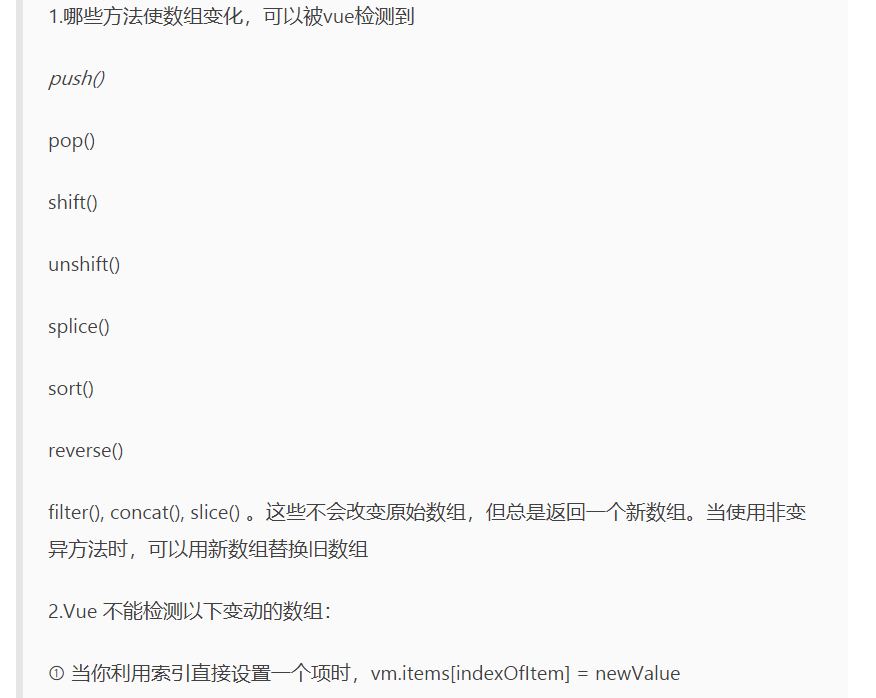 1.哪些方法使数组变化，可以被vue检测到
push()
pop()
shift()
unshift()
splice()
sort()
reverse()
filter(), concat(), slice() 。这些不会改变原始数组，但总是返回一个新数组。当使用非变
异方法时，可以用新数组替换旧数组
2.Vue 不能检测以下变动的数组：
① 当你利用索引直接设置一个项时，vm.items[indexOfItem] = newValue